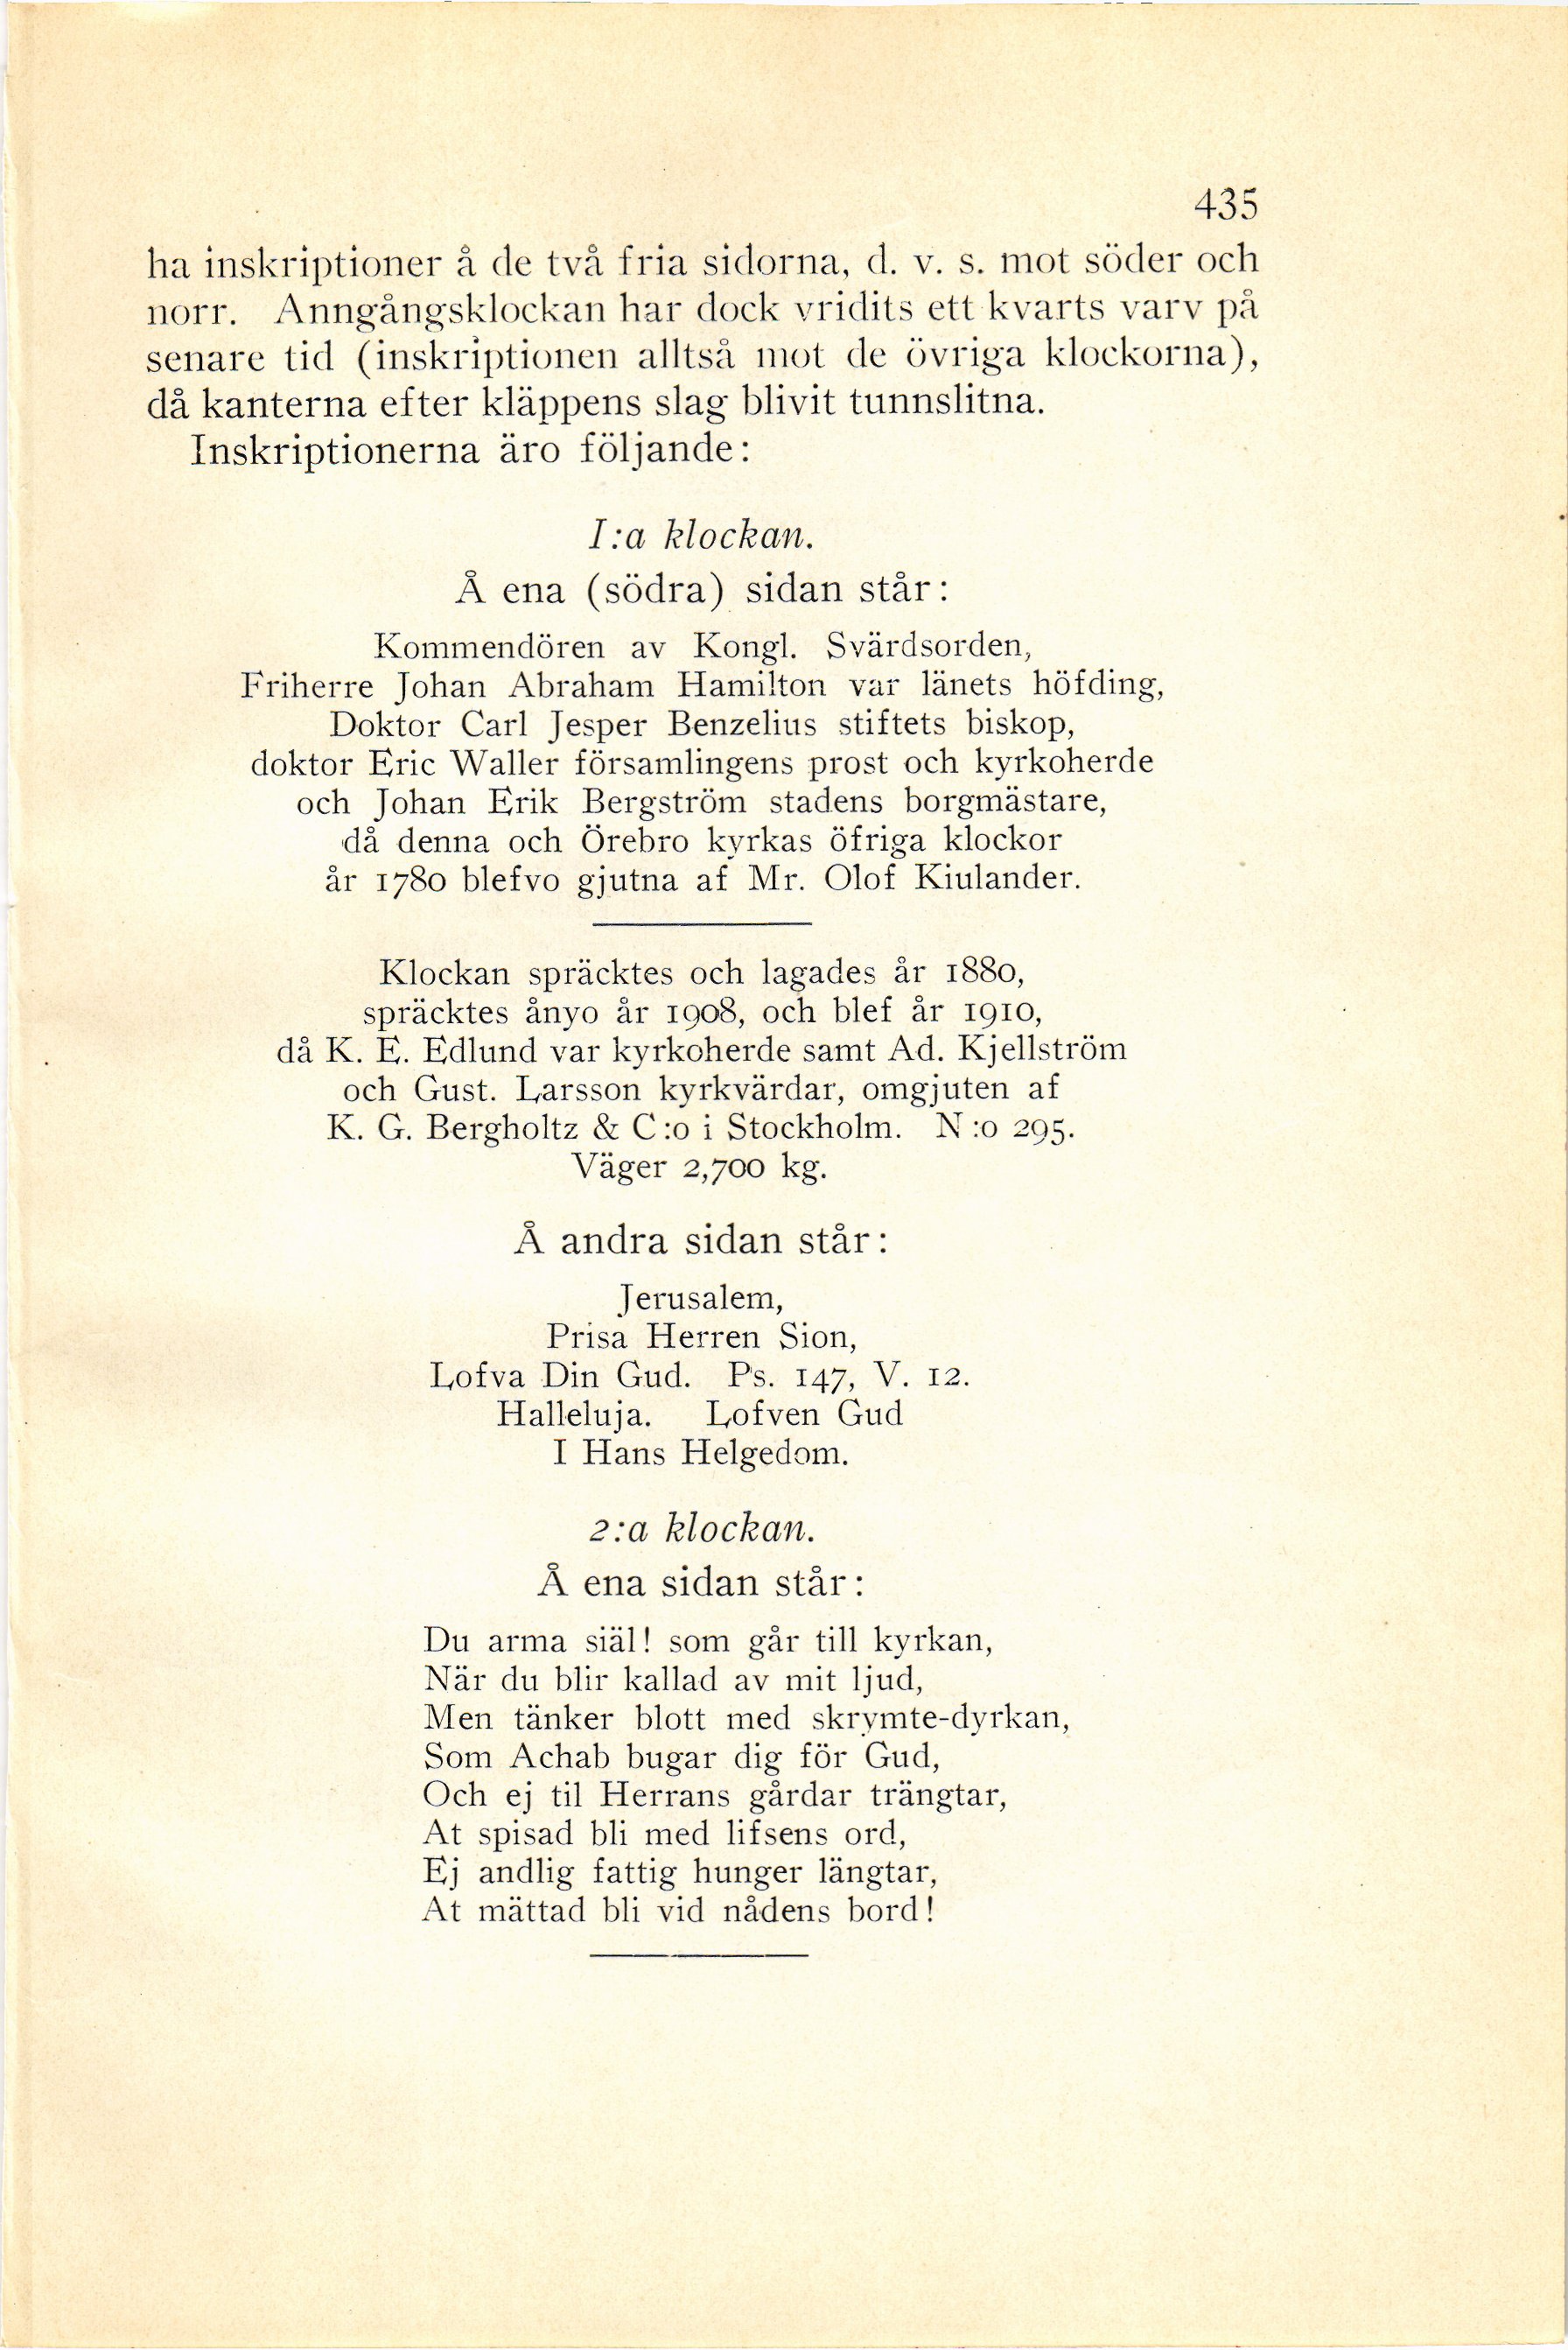 435
ha inskriptioner å de två fria sidorna, d. v. s. mot söder och
norr. Anngångsklockan har dock vridits ett kvarts varv på
senare tid (inskriptionen alltså mot de övriga klockorna),
då kanterna efter kläppens slag blivit tunnslitna.
Inskriptionerna äro följande:
I:a klockan.
Å ena (södra) sidan står:
Kommendören av Kongl. Svärdsorden,
Friherre Johan Abraham Hamilton var länets höfding,
Doktor Carl Jesper Benzelius stiftets biskop,
doktor Eric Waller församlingens prost och kyrkoherde
och Johan Erik Bergström stadens borgmästare,
då denna och Örebro kyrkas öfriga klockor
år 1780 blefvo gjutna af Mr. Olof Kiulander.
Klockan spräcktes och lagades år 1880,
spräcktes ånyo år 1908, och blef år 1910,
då K. E. Edlund var kyrkoherde samt Ad. Kjellström
och Gust. Larsson kyrkvärdar, omgjuten af
K. G. Bergholtz & C:o i Stockholm. N:o 295.
Väger 2,700 kg.
Å andra sidan står:
Jerusalem,
Prisa Herren Sion,
Lofva Din Gud. Ps. 147, V. 12.
Halleluja. Lofven Gud
I Hans Helgedom.
2:a klockan.
Å ena sidan står:
Du arma siäl! som går till kyrkan,
När du blir kallad av mit ljud,
Men tänker blott med skrymte-dyrkan,
Som Achab bugar dig för Gud,
Och ej til Herrans gårdar trängtar,
At spisad bli med lifsens ord,
Ej andlig fattig hunger längtar,
At mättad bli vid nådens bord!